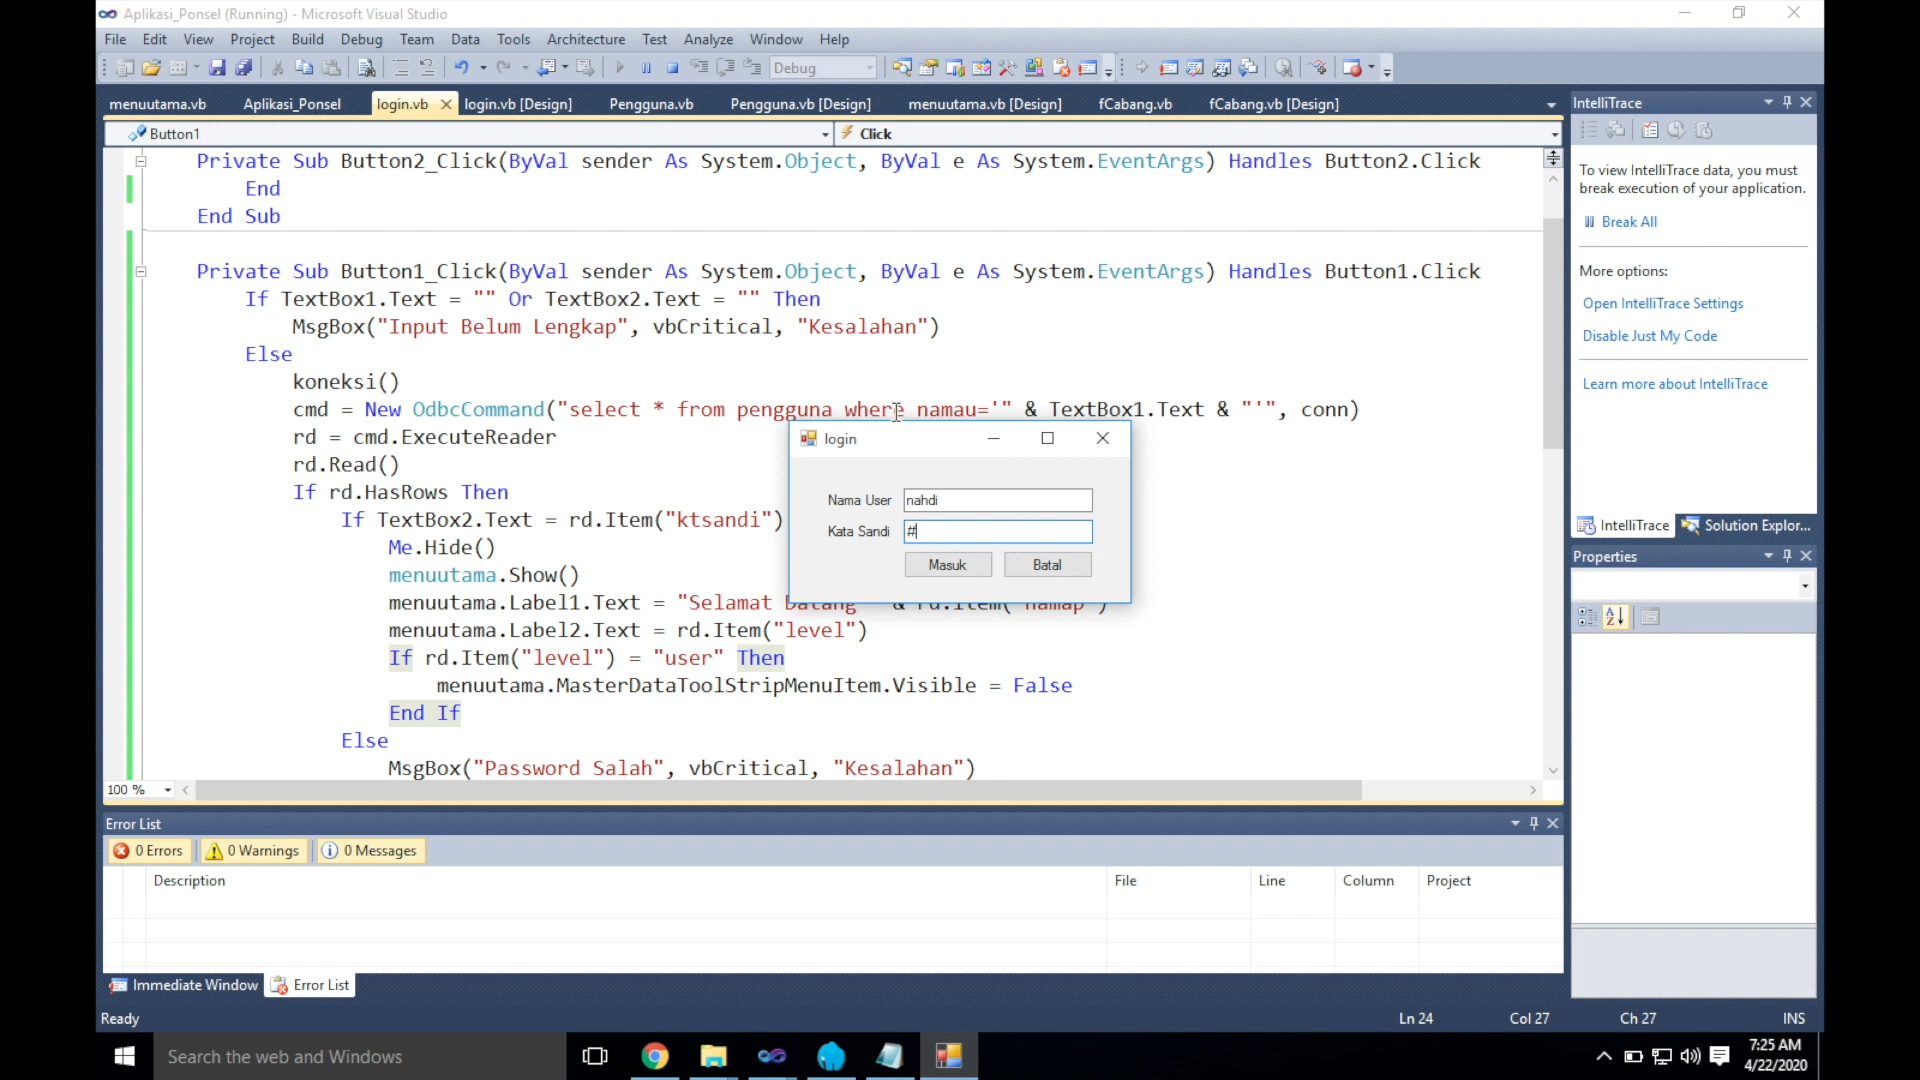 Aplikasi_Ponsel (Running) - Microsoft Visual Studio
File Edit View Project Build Debug Team Data Tools Architecture Test Analyze Window Help
Debug
menuutama.vb Aplikasi_Ponsel login.vb login.vb [Design] Pengguna.vb Pengguna.vb [Design] menuutama.vb [Design] fCabang.vb fCabang.vb [Design]
Button1 Click
Private Sub Button2_Click(ByVal sender As System.Object, ByVal e As System.EventArgs) Handles Button2.Click
End
End Sub
Private Sub Button1_Click(ByVal sender As System.Object, ByVal e As System.EventArgs) Handles Button1.Click
If TextBox1.Text = "" Or TextBox2.Text = "" Then
MsgBox("Input Belum Lengkap", vbCritical, "Kesalahan")
Else
koneksi()
cmd = New OdbcCommand("select * from pengguna where namau='" & TextBox1.Text & "'", conn)
rd = cmd.ExecuteReader
rd.Read()
If rd.HasRows Then
If TextBox2.Text = rd.Item("ktsandi")
Me.Hide()
menuutama.Show()
menuutama.Label1.Text = "Selamat Datang " & rd.Item("namap")
menuutama.Label2.Text = rd.Item("level")
If rd.Item("level") = "user" Then
menuutama.MasterDataToolStripMenuItem.Visible = False
End If
Else
MsgBox("Password Salah", vbCritical, "Kesalahan")
100 %
login
Nama User nahdi
Kata Sandi #
Masuk Batal
IntelliTrace
To view IntelliTrace data, you must
break execution of your application.
Break All
More options:
Open IntelliTrace Settings
Disable Just My Code
Learn more about IntelliTrace
IntelliTrace Solution Explor...
Properties
Error List
0 Errors 0 Warnings 0 Messages
Description File Line Column Project
Immediate Window Error List
Ready Ln 24 Col 27 Ch 27 INS
Search the web and Windows
7:25 AM
4/22/2020